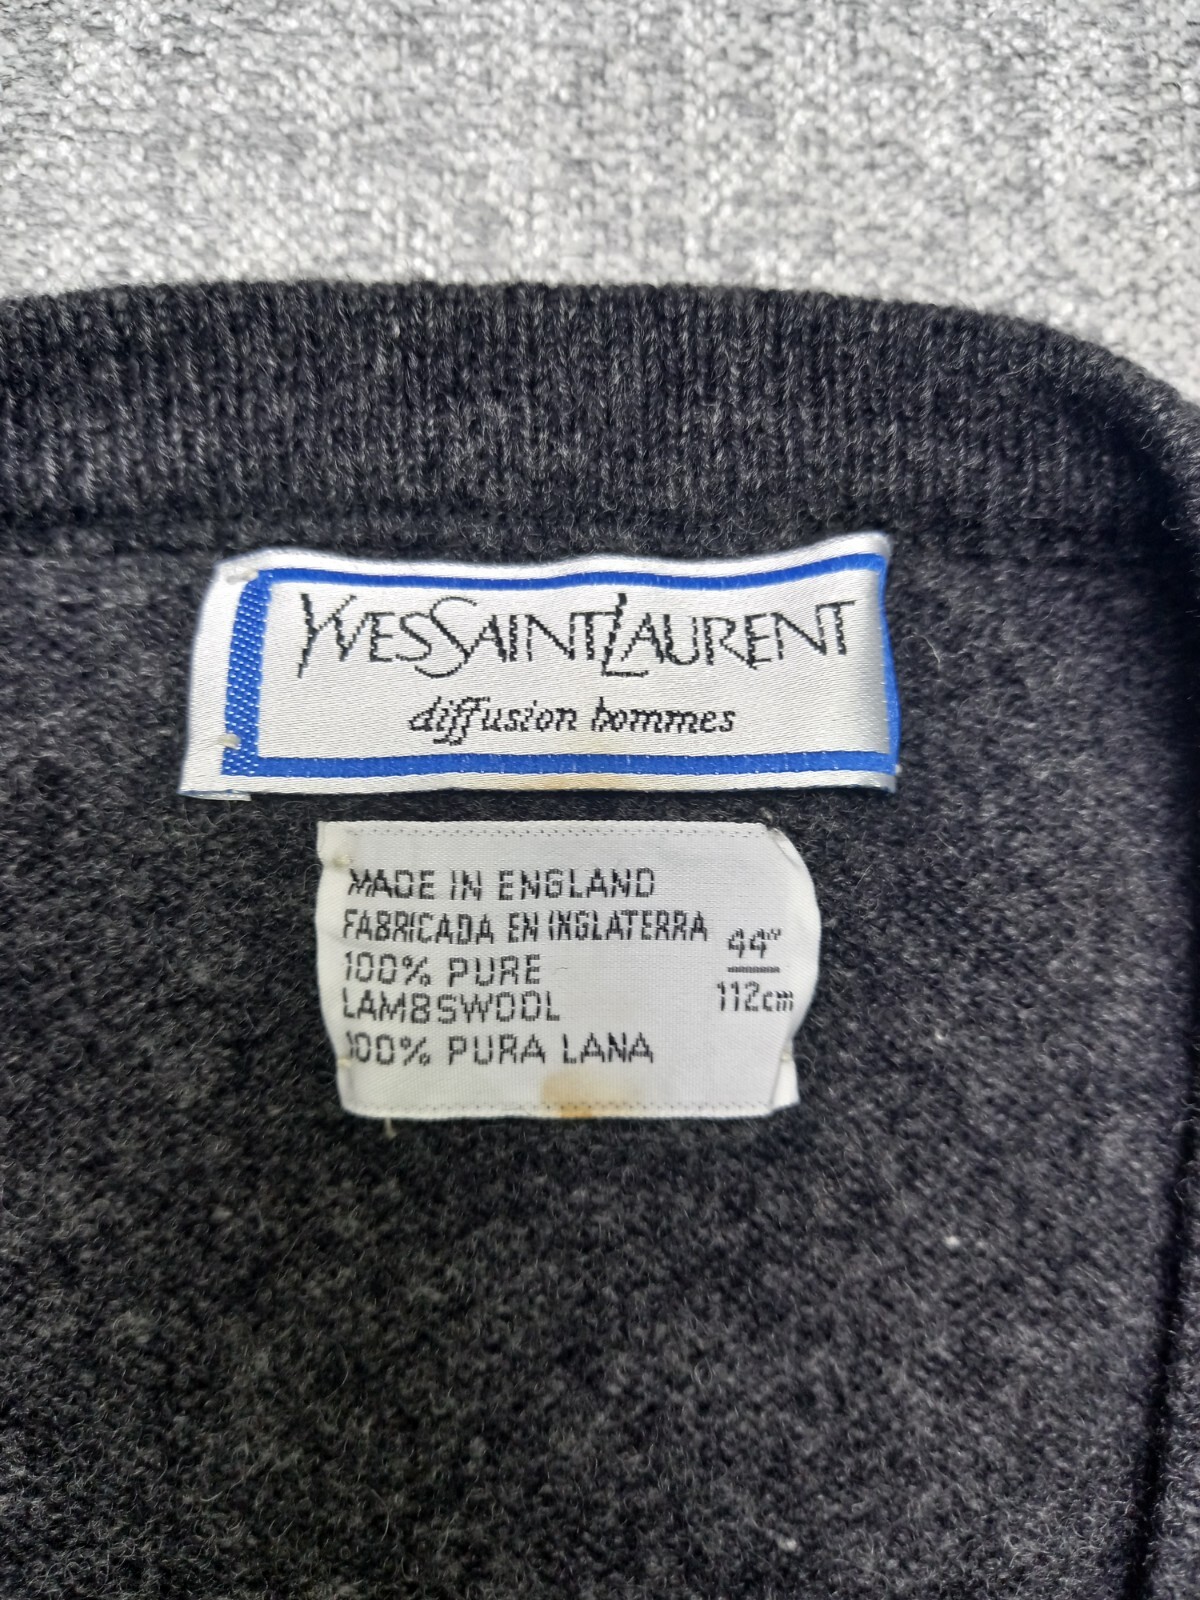 YVESSAINTLAURENT
diffusion hommes
MADE IN ENGLAND
FABRICADA EN INGLATERRA
100% PURE
LAMBSWOOL
100% PURA LANA
44"
112cm